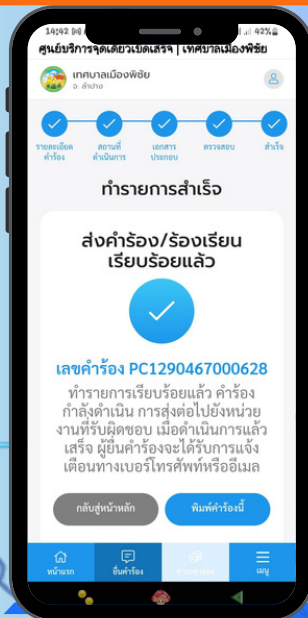 14:42
42%
ศูนย์บริการจุดเดียวเบ็ดเสร็จ | เทศบาลเมืองพิชัย
เทศบาลเมืองพิชัย
จ. ลำปาง
รายละเอียด
คำร้อง
สถานที่
ดำเนินการ
เอกสาร
ประกอบ
ตรวจสอบ
สำเร็จ
ทำรายการสำเร็จ
ส่งคำร้อง/ร้องเรียน
เรียบร้อยแล้ว
เลขคำร้อง PC1290467000628
ทำรายการเรียบร้อยแล้ว คำร้อง
กำลังดำเนิน การส่งต่อไปยังหน่วย
งานที่รับผิดชอบ เมื่อดำเนินการแล้ว
เสร็จ ผู้ยื่นคำร้องจะได้รับการแจ้ง
เตือนทางเบอร์โทรศัพท์หรืออีเมล
กลับสู่หน้าหลัก
พิมพ์คำร้องนี้
หน้าแรก
ยื่นคำร้อง
เมนู